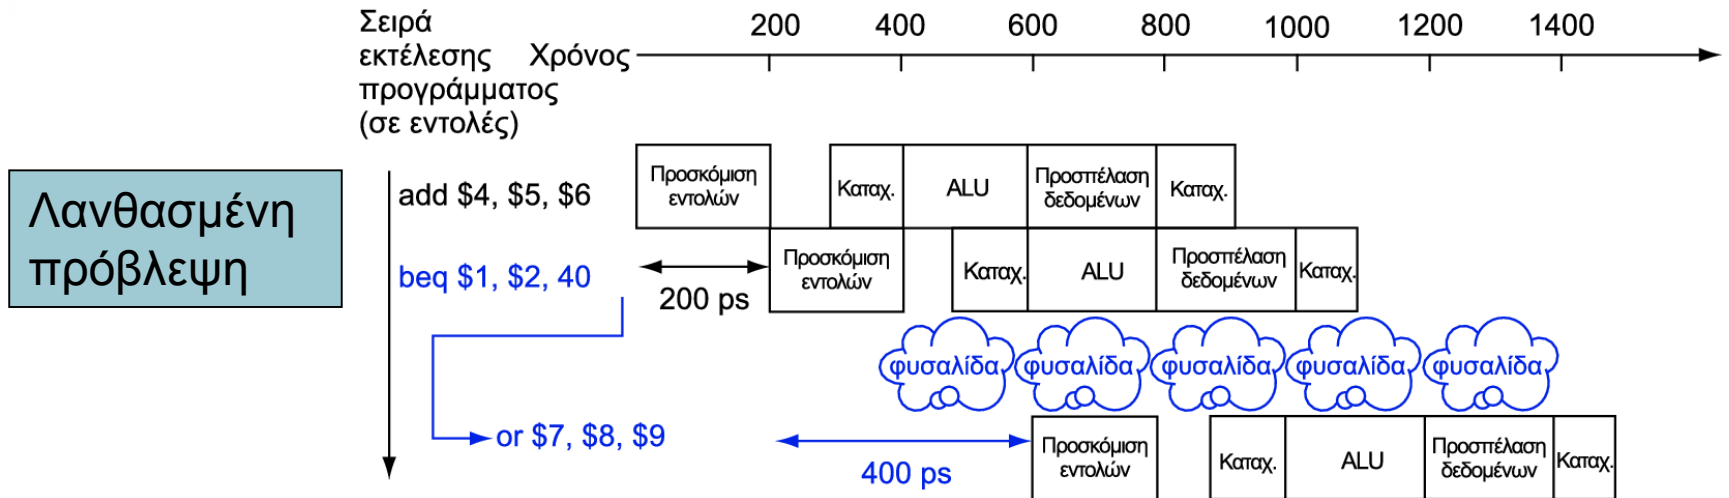 Σειρά
εκτέλεσης Χρόνος
προγράμματος
(σε εντολές)
200 400 600 800 1000 1200 1400
Λανθασμένη
πρόβλεψη
add $4, $5, $6
Προσκόμιση
εντολών
Καταχ.
ALU
Προσπέλαση
δεδομένων
Καταχ.
beq $1, $2, 40
200 ps
Προσκόμιση
εντολών
Καταχ.
ALU
Προσπέλαση
δεδομένων
Καταχ.
φυσαλίδα φυσαλίδα φυσαλίδα φυσαλίδα φυσαλίδα
or $7, $8, $9
400 ps
Προσκόμιση
εντολών
Καταχ.
ALU
Προσπέλαση
δεδομένων
Καταχ.